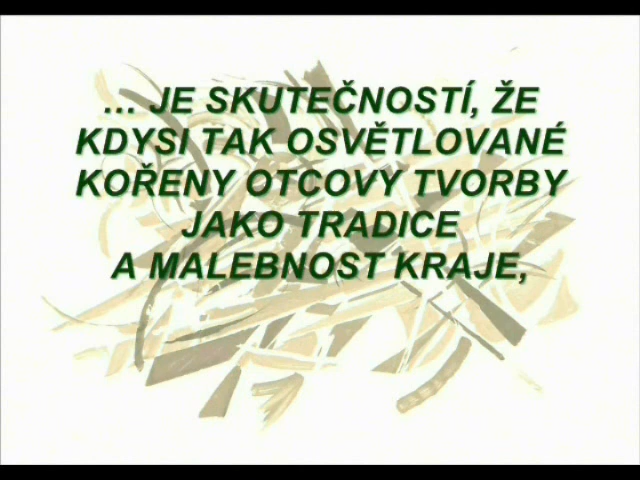 ... JE SKUTEČNOSTÍ, ŽE
KDYSI TAK OSVĚTLOVANÉ
KOŘENY OTCOVY TVORBY
JAKO TRADICE
A MALEBNOST KRAJE,